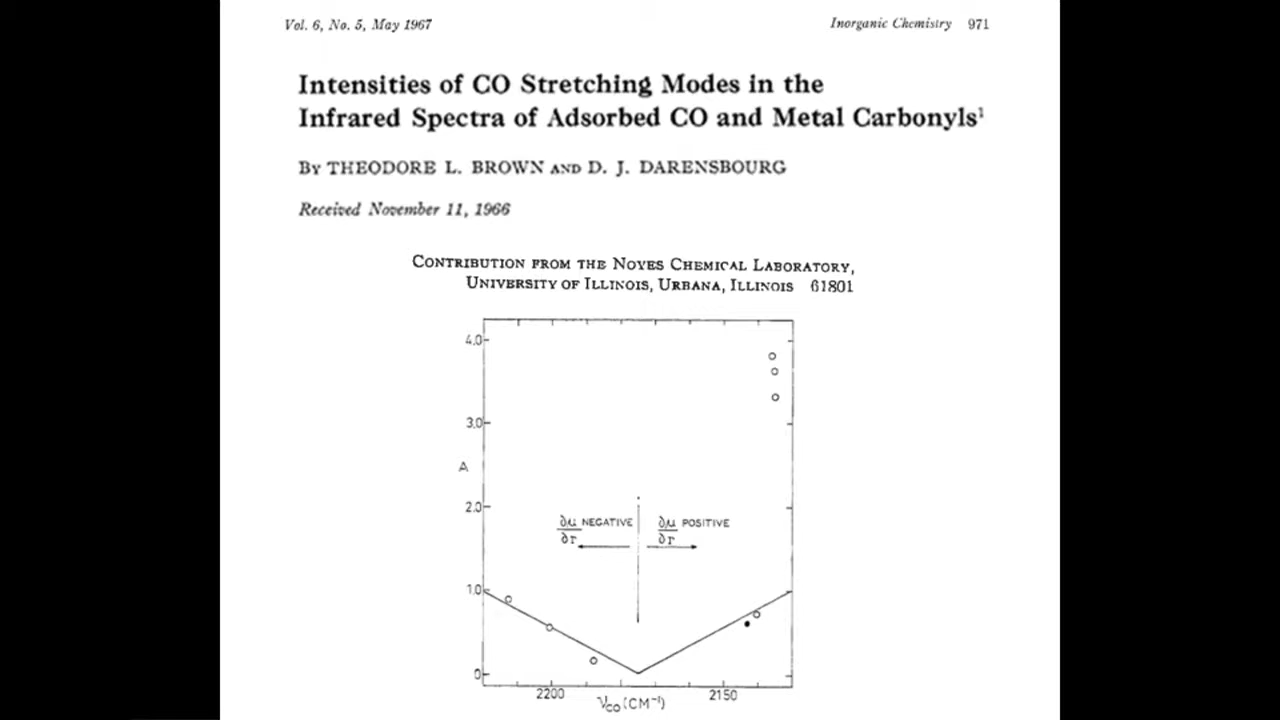 Vol. 6, No. 5, May 1967
Inorganic Chemistry 971
Intensities of CO Stretching Modes in the
Infrared Spectra of Adsorbed CO and Metal Carbonyls¹
By THEODORE L. BROWN AND D. J. DARENSBOURG
Received November 11, 1966
CONTRIBUTION FROM THE NOYES CHEMICAL LABORATORY,
UNIVERSITY OF ILLINOIS, URBANA, ILLINOIS 61801
4.0
3.0
A
2.0
∂μ/∂r NEGATIVE
∂μ/∂r POSITIVE
1.0
0
2200
2150
νCO (CM⁻¹)